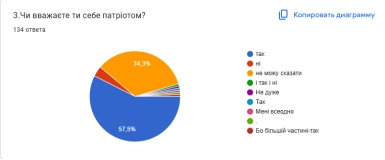 3.Чи вважаєте ти себе патріотом?
Копировать диаграмму
134 ответа
34,3%
57,5%
так
ні
не можу сказати
і так і ні
Не дуже
Так
Мені всеодно
.
Бо більшій частині-так